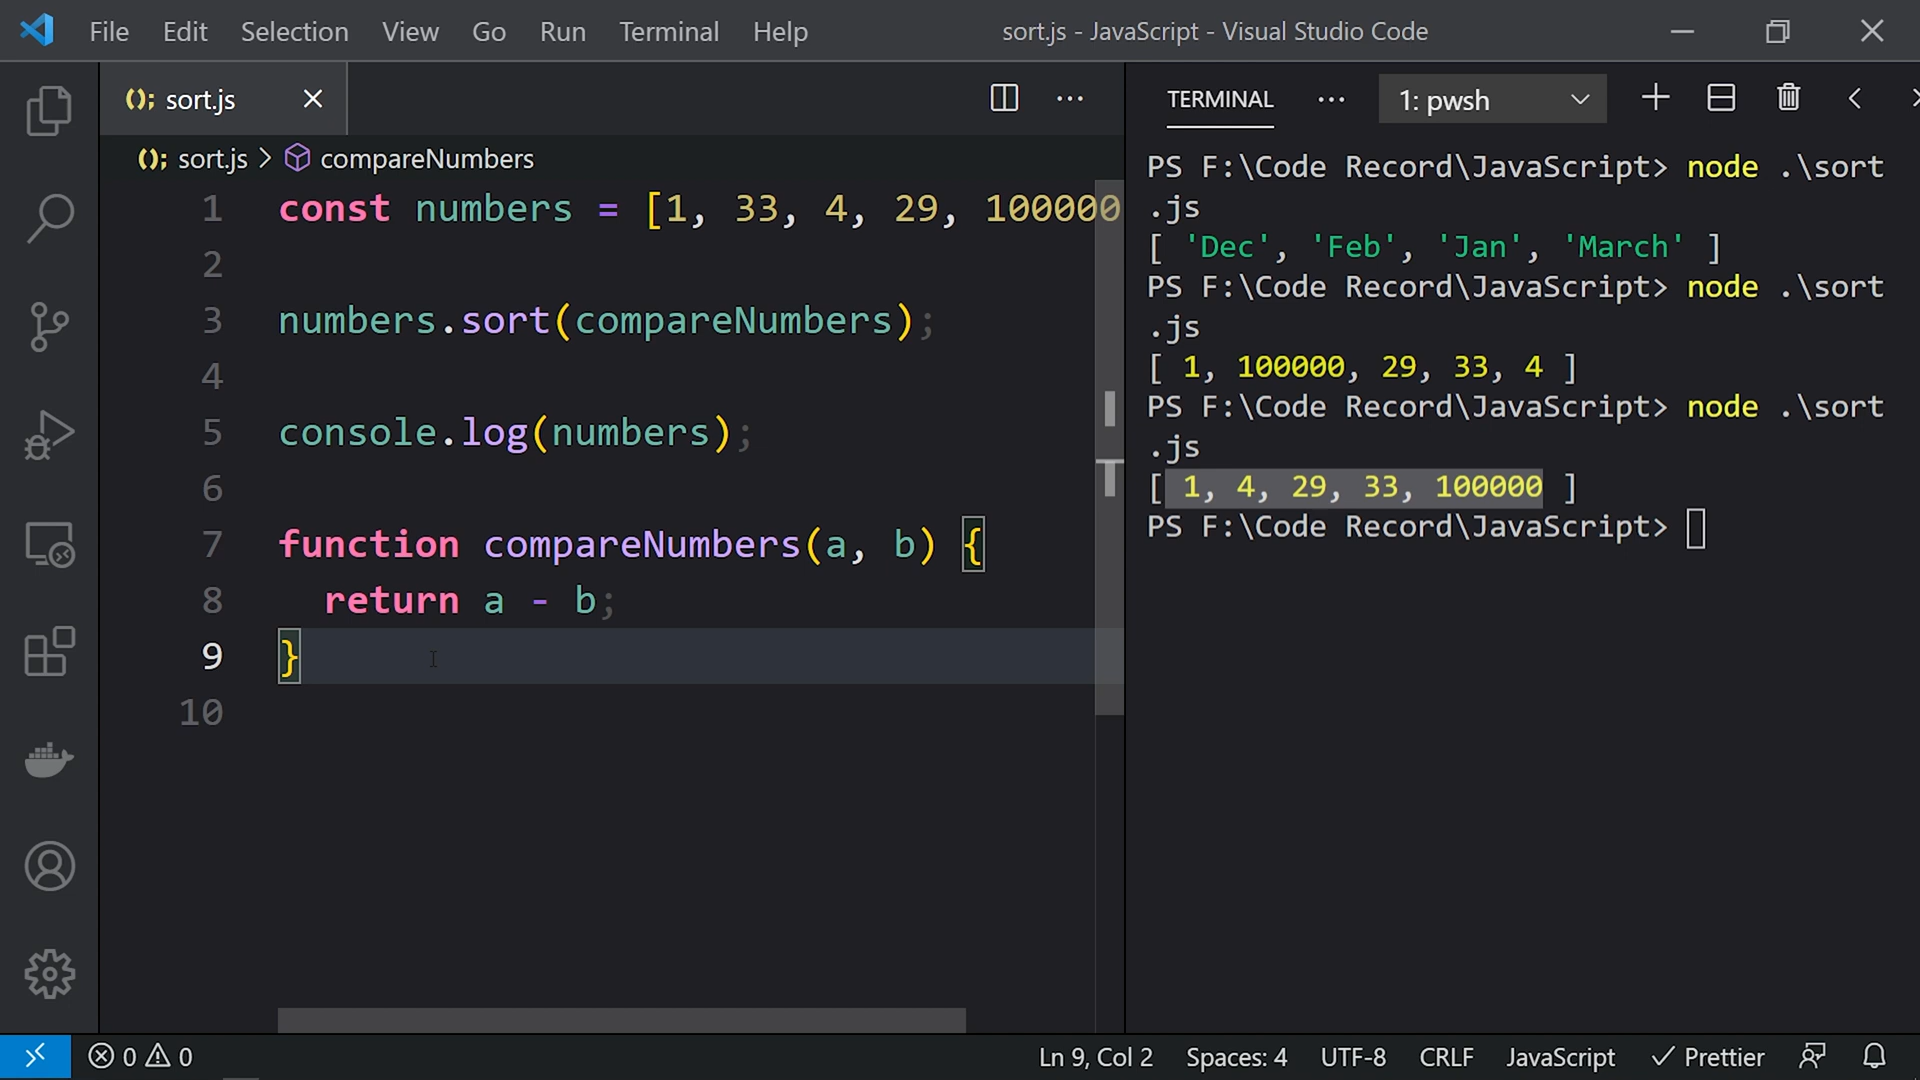 File Edit Selection View Go Run Terminal Help sort.js - JavaScript - Visual Studio Code
sort.js
sort.js > compareNumbers
1 const numbers = [1, 33, 4, 29, 100000
2
3 numbers.sort(compareNumbers);
4
5 console.log(numbers);
6
7 function compareNumbers(a, b) {
8 return a - b;
9 }
10
TERMINAL ··· 1: pwsh
PS F:\Code Record\JavaScript> node .\sort
.js
[ 'Dec', 'Feb', 'Jan', 'March' ]
PS F:\Code Record\JavaScript> node .\sort
.js
[ 1, 100000, 29, 33, 4 ]
PS F:\Code Record\JavaScript> node .\sort
.js
[ 1, 4, 29, 33, 100000 ]
PS F:\Code Record\JavaScript>
0 0 Ln 9, Col 2 Spaces: 4 UTF-8 CRLF JavaScript Prettier